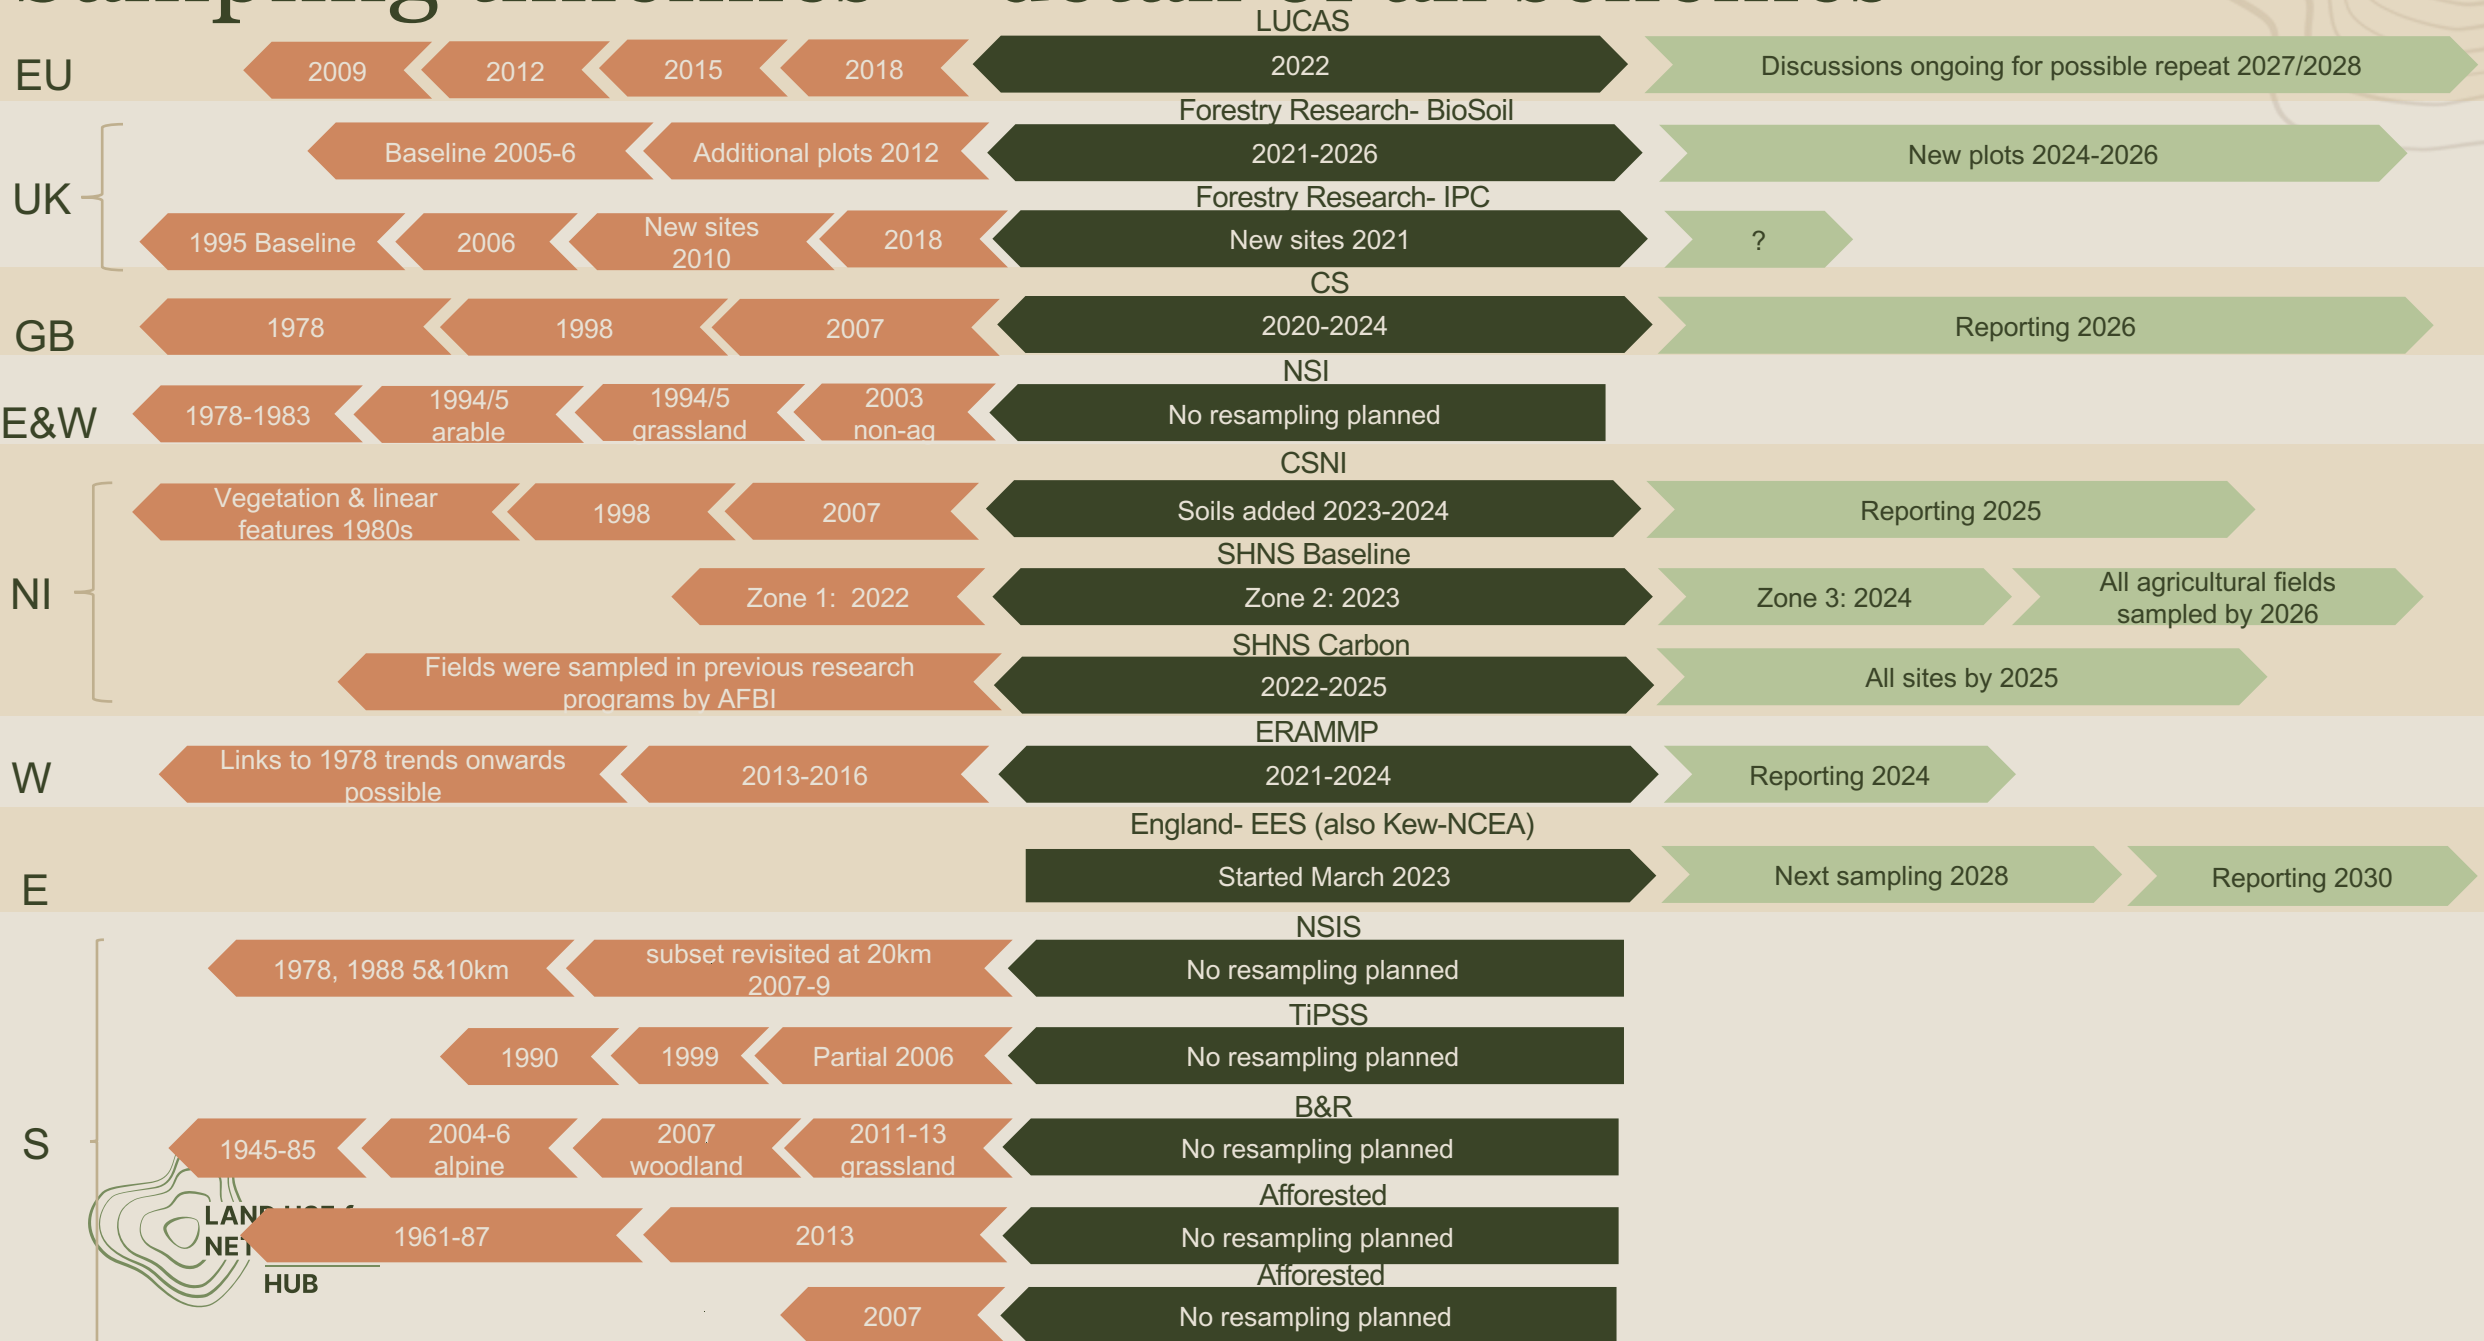 Sampling timelines – detail of all schemes
LUCAS
EU
2009
2012
2015
2018
2022
Discussions ongoing for possible repeat 2027/2028
Forestry Research- BioSoil
UK
Baseline 2005-6
Additional plots 2012
2021-2026
New plots 2024-2026
Forestry Research- IPC
1995 Baseline
2006
New sites
2010
2018
New sites 2021
?
CS
GB
1978
1998
2007
2020-2024
Reporting 2026
NSI
E&W
1978-1983
1994/5
arable
1994/5
grassland
2003
non-ag
No resampling planned
CSNI
NI
Vegetation & linear
features 1980s
1998
2007
Soils added 2023-2024
Reporting 2025
SHNS Baseline
Zone 1: 2022
Zone 2: 2023
Zone 3: 2024
All agricultural fields
sampled by 2026
SHNS Carbon
Fields were sampled in previous research
programs by AFBI
2022-2025
All sites by 2025
ERAMMP
W
Links to 1978 trends onwards
possible
2013-2016
2021-2024
Reporting 2024
England- EES (also Kew-NCEA)
E
Started March 2023
Next sampling 2028
Reporting 2030
NSIS
S
1978, 1988 5&10km
subset revisited at 20km
2007-9
No resampling planned
TiPSS
1990
1999
Partial 2006
No resampling planned
B&R
1945-85
2004-6
alpine
2007
woodland
2011-13
grassland
No resampling planned
Afforested
1961-87
2013
No resampling planned
Afforested
2007
No resampling planned
HUB